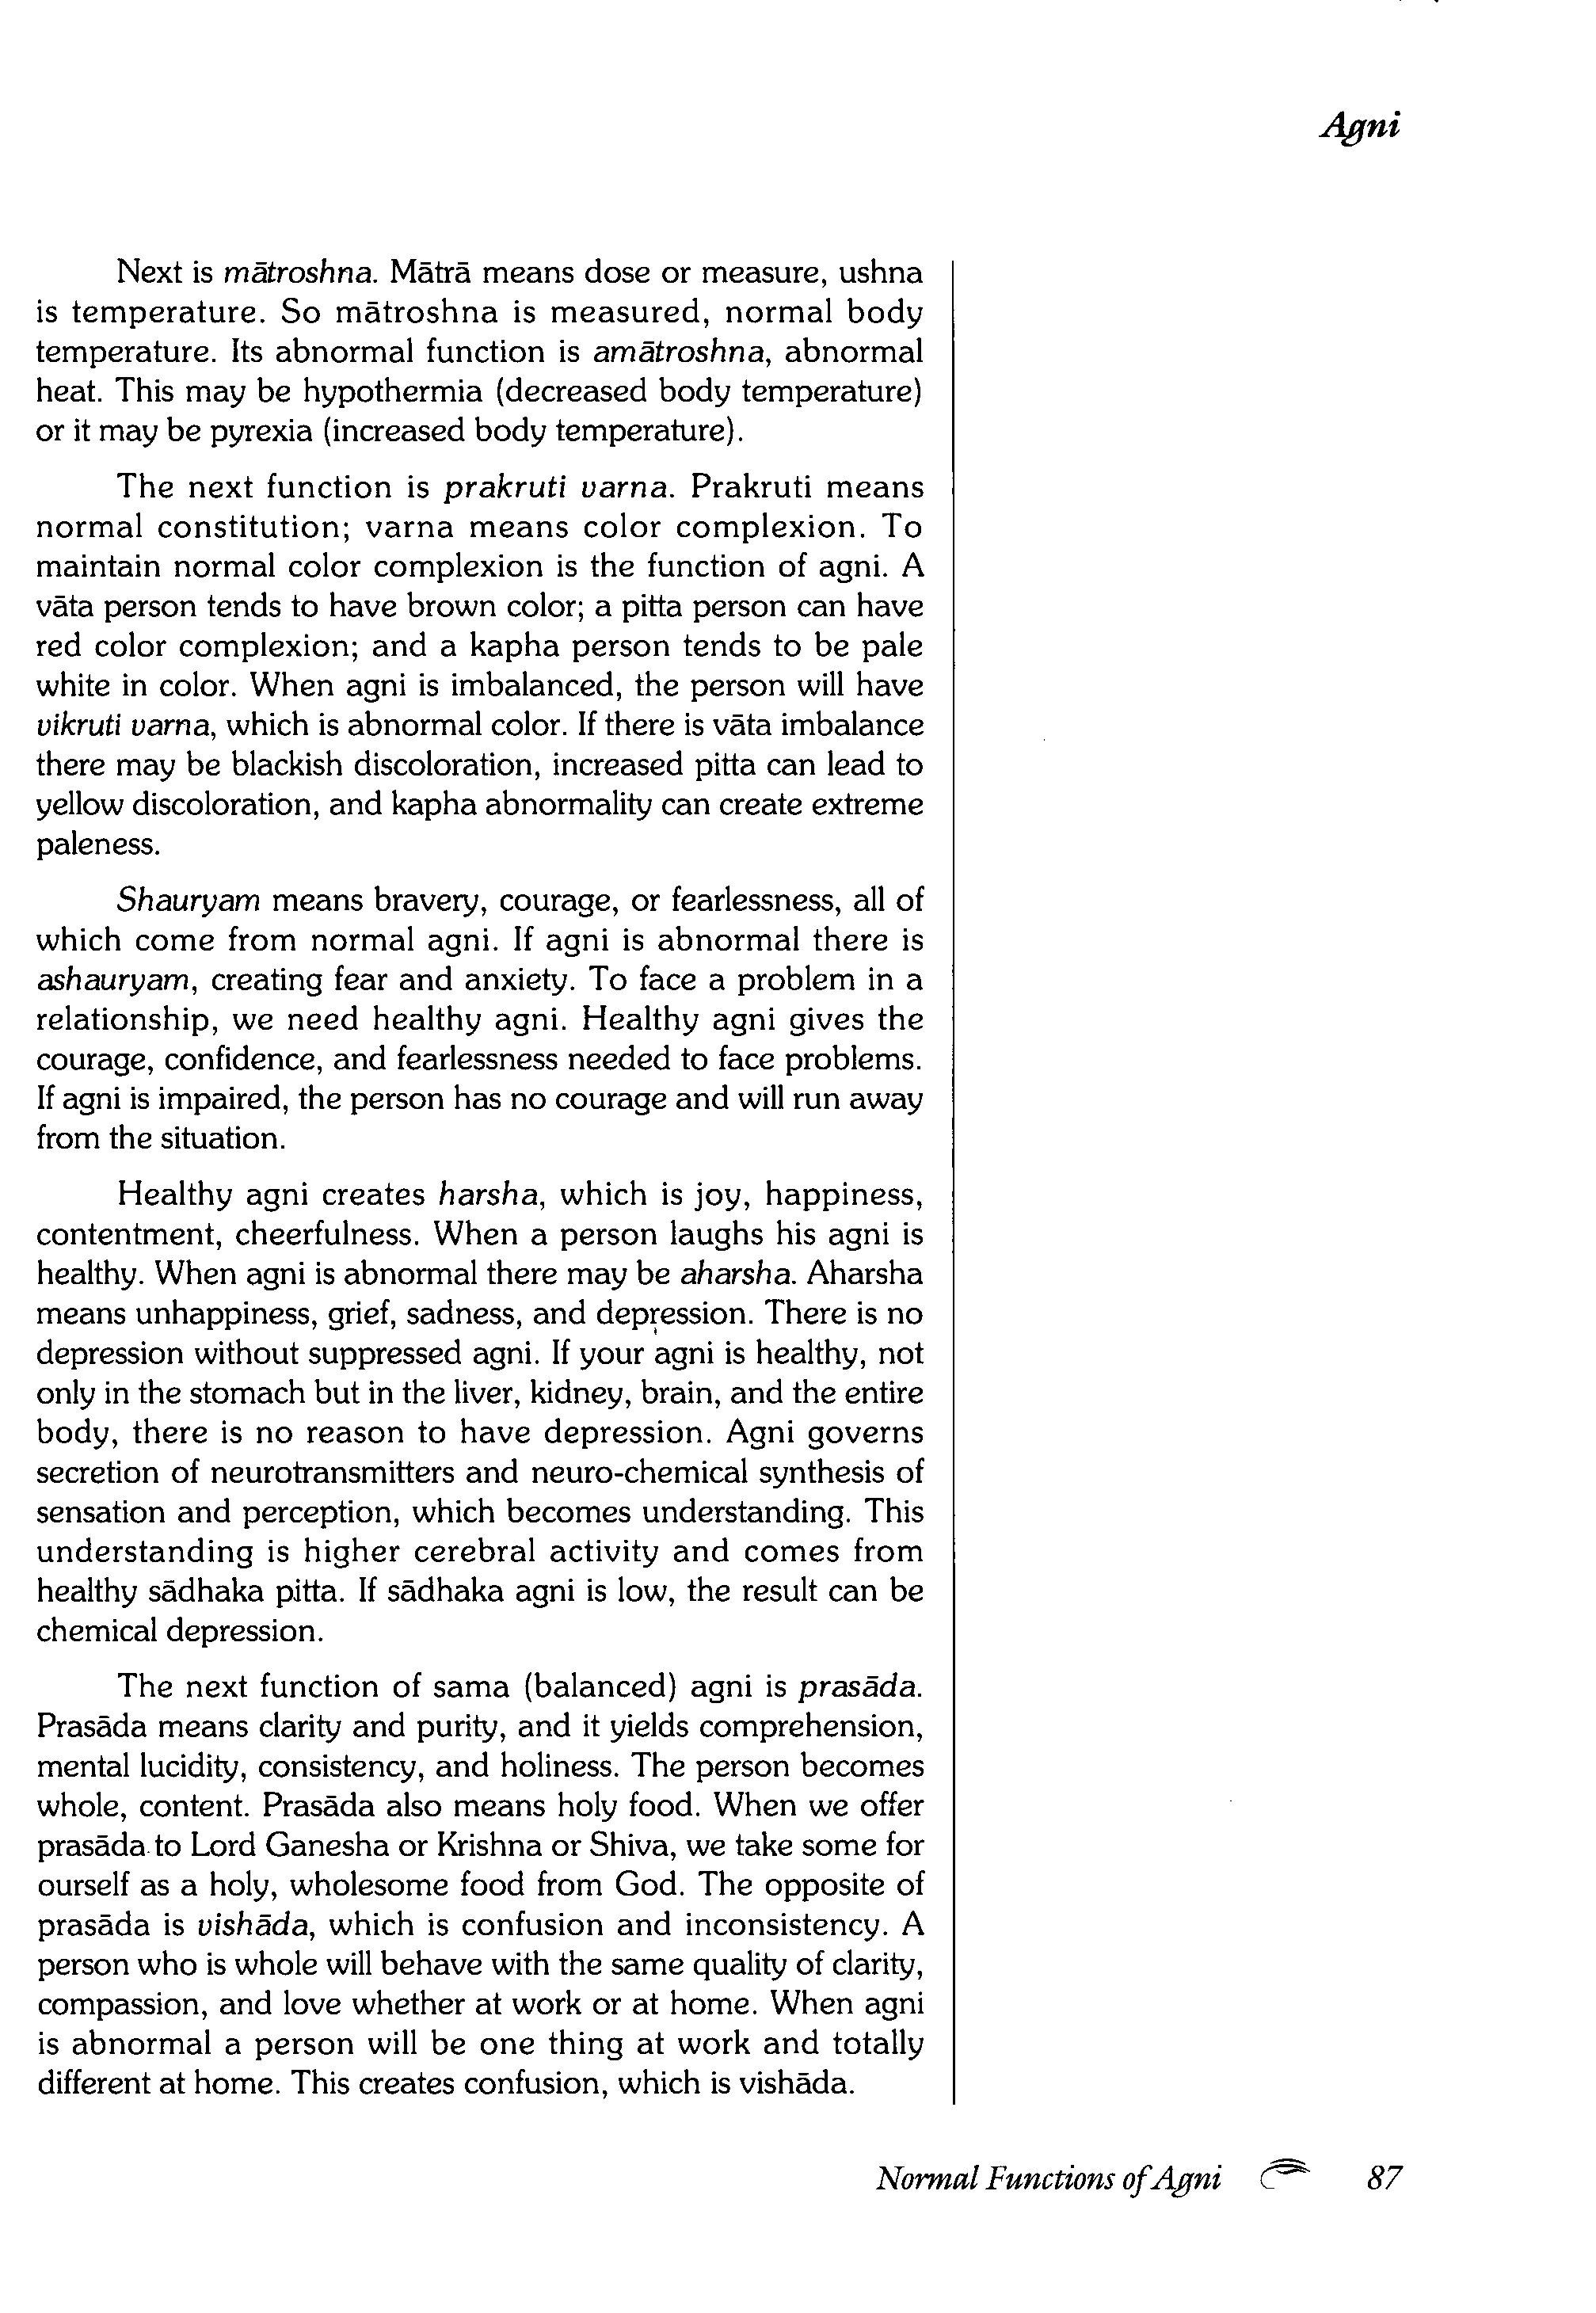 Agni
Next is mātroshna. Mātrā means dose or measure, ushna
is temperature. So mātroshna is measured, normal body
temperature. Its abnormal function is amātroshna, abnormal
heat. This may be hypothermia (decreased body temperature)
or it may be pyrexia (increased body temperature).
The next function is prakruti varna. Prakruti means
normal constitution; varna means color complexion. To
maintain normal color complexion is the function of agni. A
vāta person tends to have brown color; a pitta person can have
red color complexion; and a kapha person tends to be pale
white in color. When agni is imbalanced, the person will have
vikruti varna, which is abnormal color. If there is vāta imbalance
there may be blackish discoloration, increased pitta can lead to
yellow discoloration, and kapha abnormality can create extreme
paleness.
Shauryam means bravery, courage, or fearlessness, all of
which come from normal agni. If agni is abnormal there is
ashauryam, creating fear and anxiety. To face a problem in a
relationship, we need healthy agni. Healthy agni gives the
courage, confidence, and fearlessness needed to face problems.
If agni is impaired, the person has no courage and will run away
from the situation.
Healthy agni creates harsha, which is joy, happiness,
contentment, cheerfulness. When a person laughs his agni is
healthy. When agni is abnormal there may be aharsha. Aharsha
means unhappiness, grief, sadness, and depression. There is no
depression without suppressed agni. If your agni is healthy, not
only in the stomach but in the liver, kidney, brain, and the entire
body, there is no reason to have depression. Agni governs
secretion of neurotransmitters and neuro-chemical synthesis of
sensation and perception, which becomes understanding. This
understanding is higher cerebral activity and comes from
healthy sādhaka pitta. If sādhaka agni is low, the result can be
chemical depression.
The next function of sama (balanced) agni is prasāda.
Prasāda means clarity and purity, and it yields comprehension,
mental lucidity, consistency, and holiness. The person becomes
whole, content. Prasāda also means holy food. When we offer
prasāda to Lord Ganesha or Krishna or Shiva, we take some for
ourself as a holy, wholesome food from God. The opposite of
prasāda is vishāda, which is confusion and inconsistency. A
person who is whole will behave with the same quality of clarity,
compassion, and love whether at work or at home. When agni
is abnormal a person will be one thing at work and totally
different at home. This creates confusion, which is vishāda.
Normal Functions of Agni 87